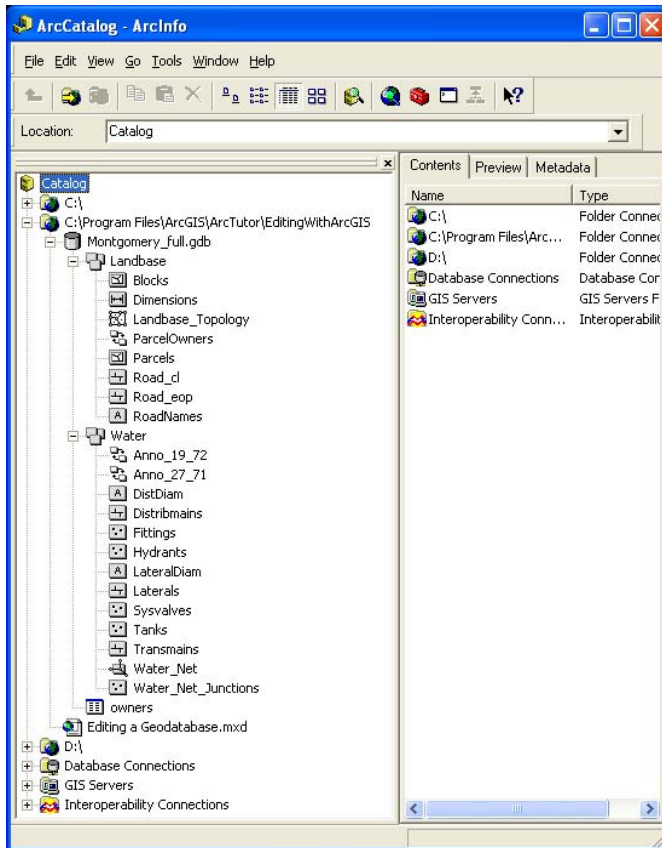 ArcCatalog - ArcInfo
File Edit View Go Tools Window Help
Location: Catalog
Catalog
C:\
C:\Program Files\ArcGIS\ArcTutor\EditingWithArcGIS
Montgomery_full.gdb
Landbase
Blocks
Dimensions
Landbase_Topology
ParcelOwners
Parcels
Road_cl
Road_eop
RoadNames
Water
Anno_19_72
Anno_27_71
DistDiam
Distribmains
Fittings
Hydrants
LateralDiam
Laterals
Sysvalves
Tanks
Transmains
Water_Net
Water_Net_Junctions
owners
Editing a Geodatabase.mxd
D:\
Database Connections
GIS Servers
Interoperability Connections
Contents Preview Metadata
Name Type
C:\ Folder Connec
C:\Program Files\Arc... Folder Connec
D:\ Folder Connec
Database Connections Database Cor
GIS Servers GIS Servers F
Interoperability Conn... Interoperabilit